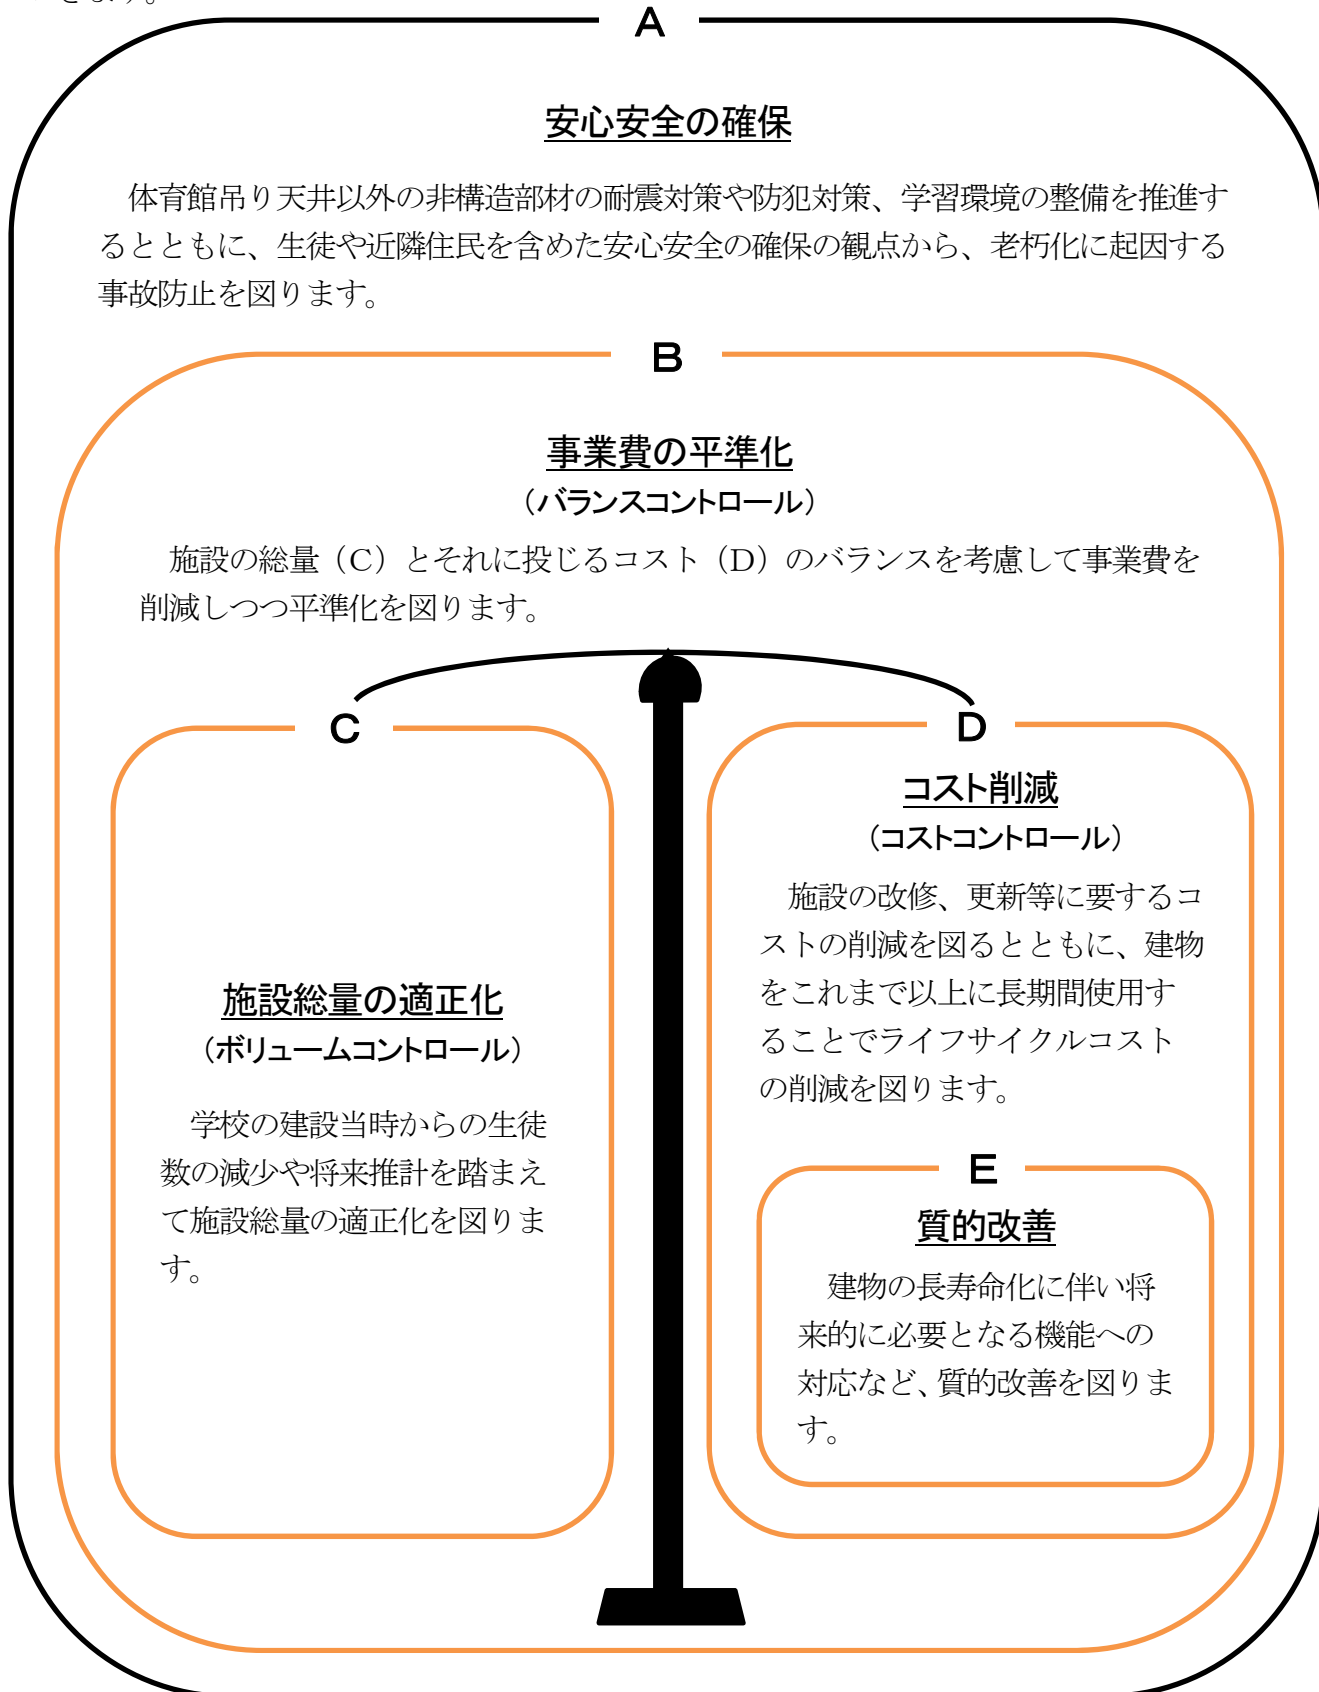 A
安心安全の確保
体育館吊り天井以外の非構造部材の耐震対策や防犯対策、学習環境の整備を推進す
るとともに、生徒や近隣住民を含めた安心安全の確保の観点から、老朽化に起因する
事故防止を図ります。
B
事業費の平準化
（バランスコントロール）
施設の総量（C）とそれに投じるコスト（D）のバランスを考慮して事業費を
削減しつつ平準化を図ります。
C
施設総量の適正化
（ボリュームコントロール）
学校の建設当時からの生徒
数の減少や将来推計を踏まえ
て施設総量の適正化を図りま
す。
D
コスト削減
（コストコントロール）
施設の改修、更新等に要するコ
ストの削減を図るとともに、建物
をこれまで以上に長期間使用す
ることでライフサイクルコスト
の削減を図ります。
E
質的改善
建物の長寿命化に伴い将
来的に必要となる機能への
対応など、質的改善を図りま
す。